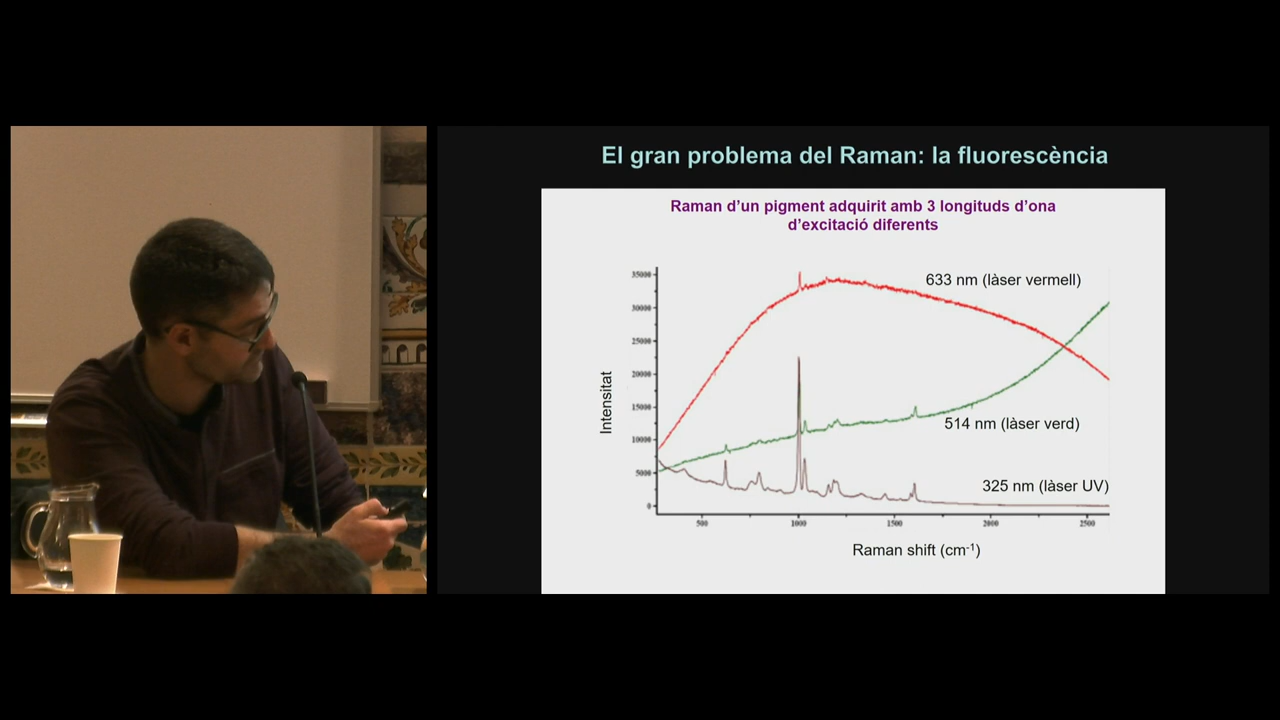 El gran problema del Raman: la fluorescència
Raman d’un pigment adquirit amb 3 longituds d’ona
d’excitació diferents
35000
633 nm (làser vermell)
30000
25000
20000
15000
514 nm (làser verd)
10000
5000
325 nm (làser UV)
0
Intensitat
500 1000 1500 2000 2500
Raman shift (cm⁻¹)